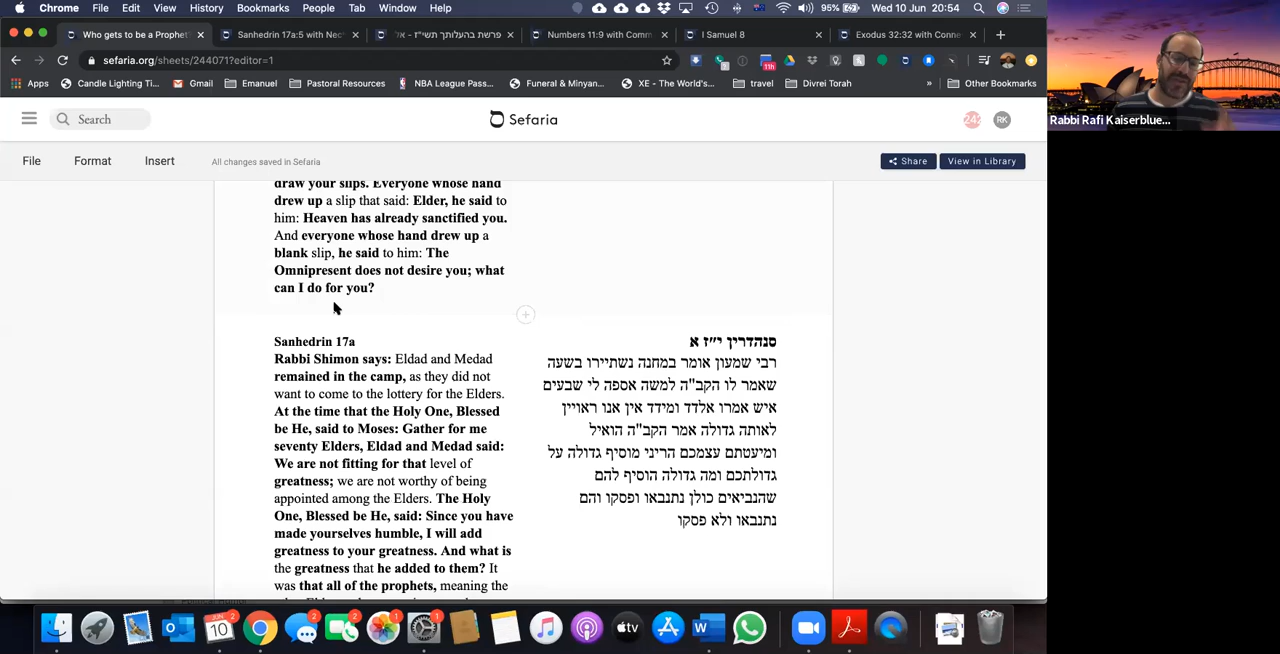 Chrome File Edit View History Bookmarks People Tab Window Help 95% Wed 10 Jun 20:54
Who gets to be a Prophet Sanhedrin 17a:5 with Nec פרשת בהעלותך תשי"ז - אל Numbers 11:9 with Comm I Samuel 8 Exodus 32:32 with Conne
sefaria.org/sheets/244071?editor=1
Apps Candle Lighting Ti... Gmail Emanuel Pastoral Resources NBA League Pass... Funeral & Minyan... XE - The World's... travel Divrei Torah » Other Bookmarks
Rabbi Rafi Kaiserblue...
Search Sefaria 242 RK
File Format Insert All changes saved in Sefaria Share View in Library
draw your slips. Everyone whose hand
drew up a slip that said: Elder, he said to
him: Heaven has already sanctified you.
And everyone whose hand drew up a
blank slip, he said to him: The
Omnipresent does not desire you; what
can I do for you?
Sanhedrin 17a
Rabbi Shimon says: Eldad and Medad
remained in the camp, as they did not
want to come to the lottery for the Elders.
At the time that the Holy One, Blessed
be He, said to Moses: Gather for me
seventy Elders, Eldad and Medad said:
We are not fitting for that level of
greatness; we are not worthy of being
appointed among the Elders. The Holy
One, Blessed be He, said: Since you have
made yourselves humble, I will add
greatness to your greatness. And what is
the greatness that he added to them? It
was that all of the prophets, meaning the
סנהדרין י״ז א
רבי שמעון אומר במחנה נשתיירו בשעה
שאמר לו הקב"ה למשה אספה לי שבעים
איש אמרו אלדד ומידד אין אנו ראויין
לאותה גדולה אמר הקב"ה הואיל
ומיעטתם עצמכם הריני מוסיף גדולה על
גדולתכם ומה גדולה הוסיף להם
שהנביאים כולן נתנבאו ופסקו והם
נתנבאו ולא פסקו